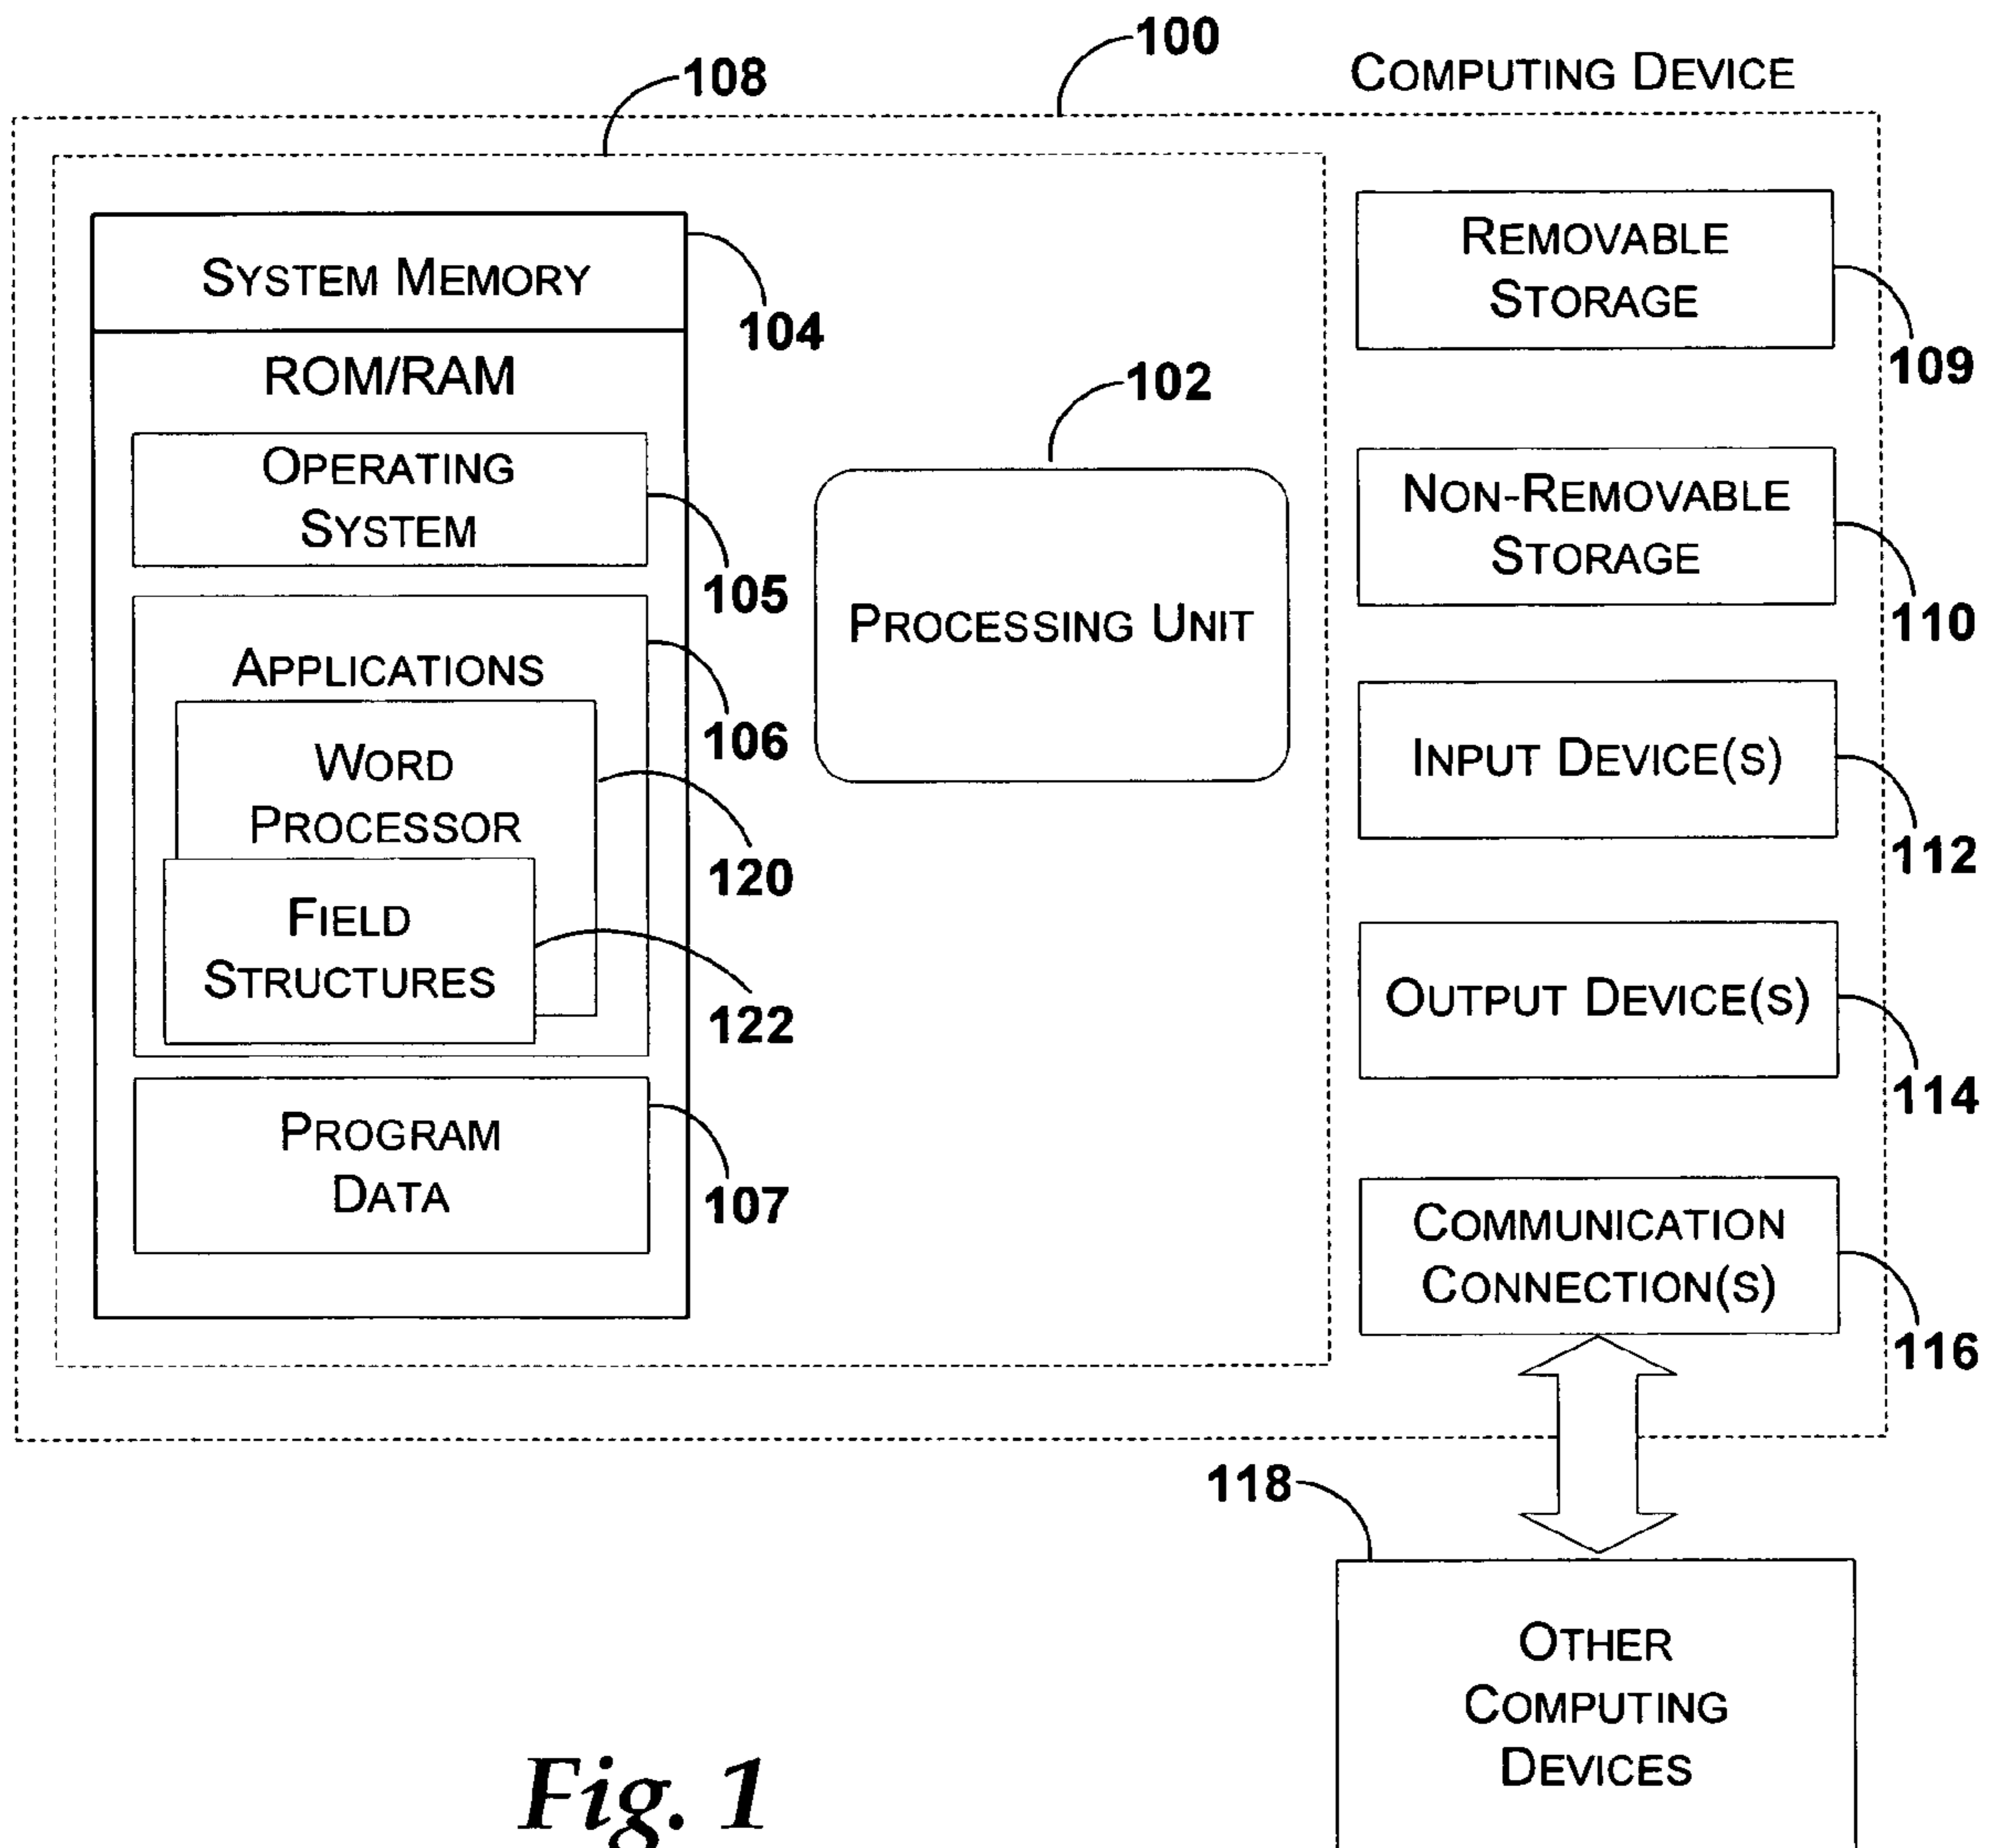 100
COMPUTING DEVICE
108
SYSTEM MEMORY
104
ROM/RAM
OPERATING
SYSTEM
105
APPLICATIONS
106
WORD
PROCESSOR
120
FIELD
STRUCTURES
122
PROGRAM
DATA
107
102
PROCESSING UNIT
REMOVABLE
STORAGE
109
NON-REMOVABLE
STORAGE
110
INPUT DEVICE(S)
112
OUTPUT DEVICE(S)
114
COMMUNICATION
CONNECTION(S)
116
118
OTHER
COMPUTING
DEVICES
Fig. 1